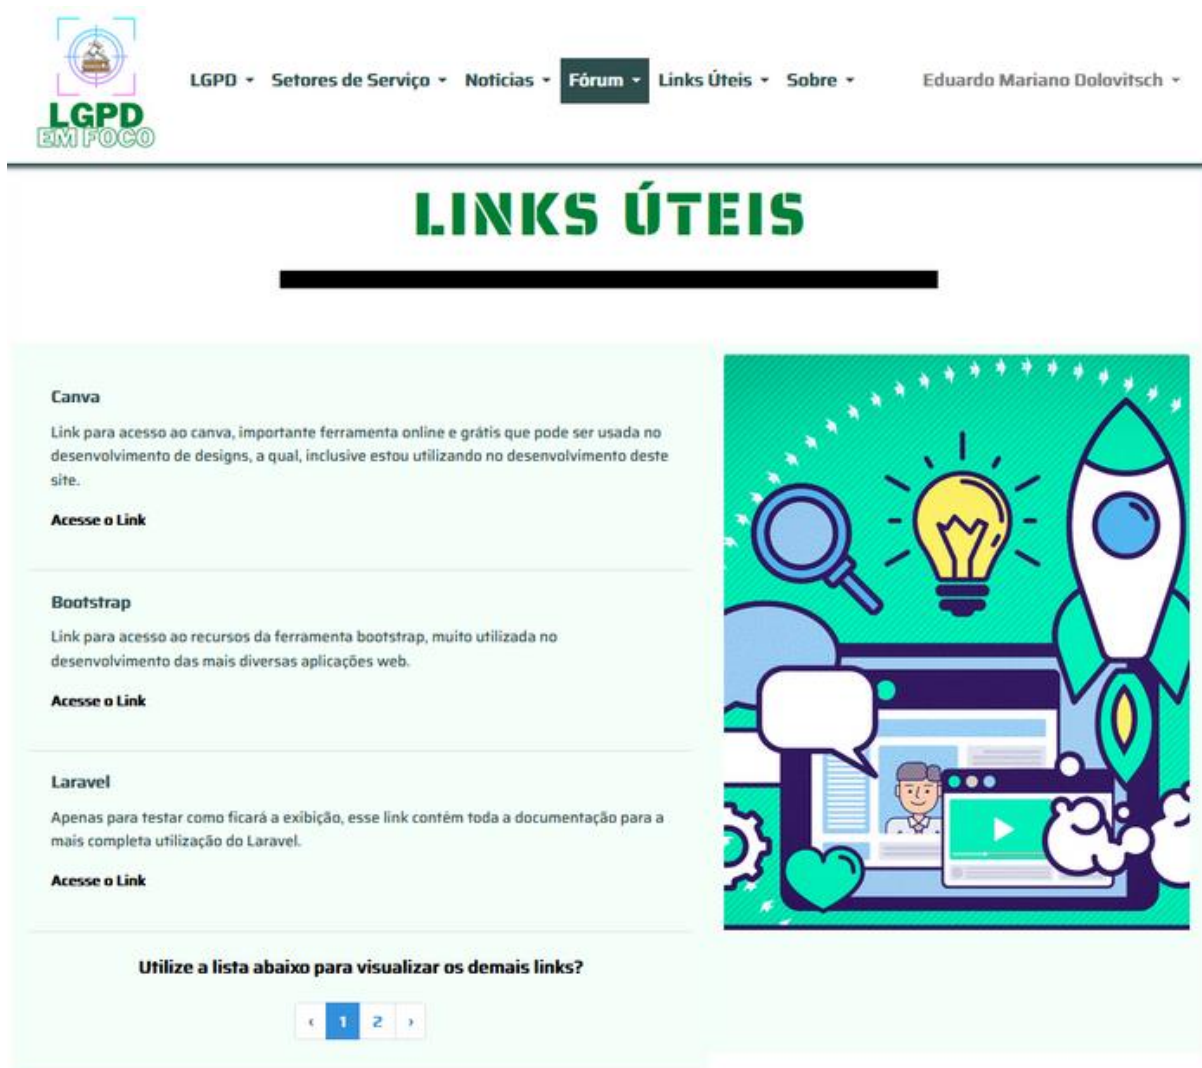 LGPD
EM FOCO
LGPD Setores de Serviço Noticias Fórum Links Úteis Sobre Eduardo Mariano Dolovitsch
LINKS ÚTEIS
Canva
Link para acesso ao canva, importante ferramenta online e grátis que pode ser usada no
desenvolvimento de designs, a qual, inclusive estou utilizando no desenvolvimento deste
site.
Acesse o Link
Bootstrap
Link para acesso ao recursos da ferramenta bootstrap, muito utilizada no
desenvolvimento das mais diversas aplicações web.
Acesse o Link
Laravel
Apenas para testar como ficará a exibição, esse link contém toda a documentação para a
mais completa utilização do Laravel.
Acesse o Link
Utilize a lista abaixo para visualizar os demais links?
‹ 1 2 ›